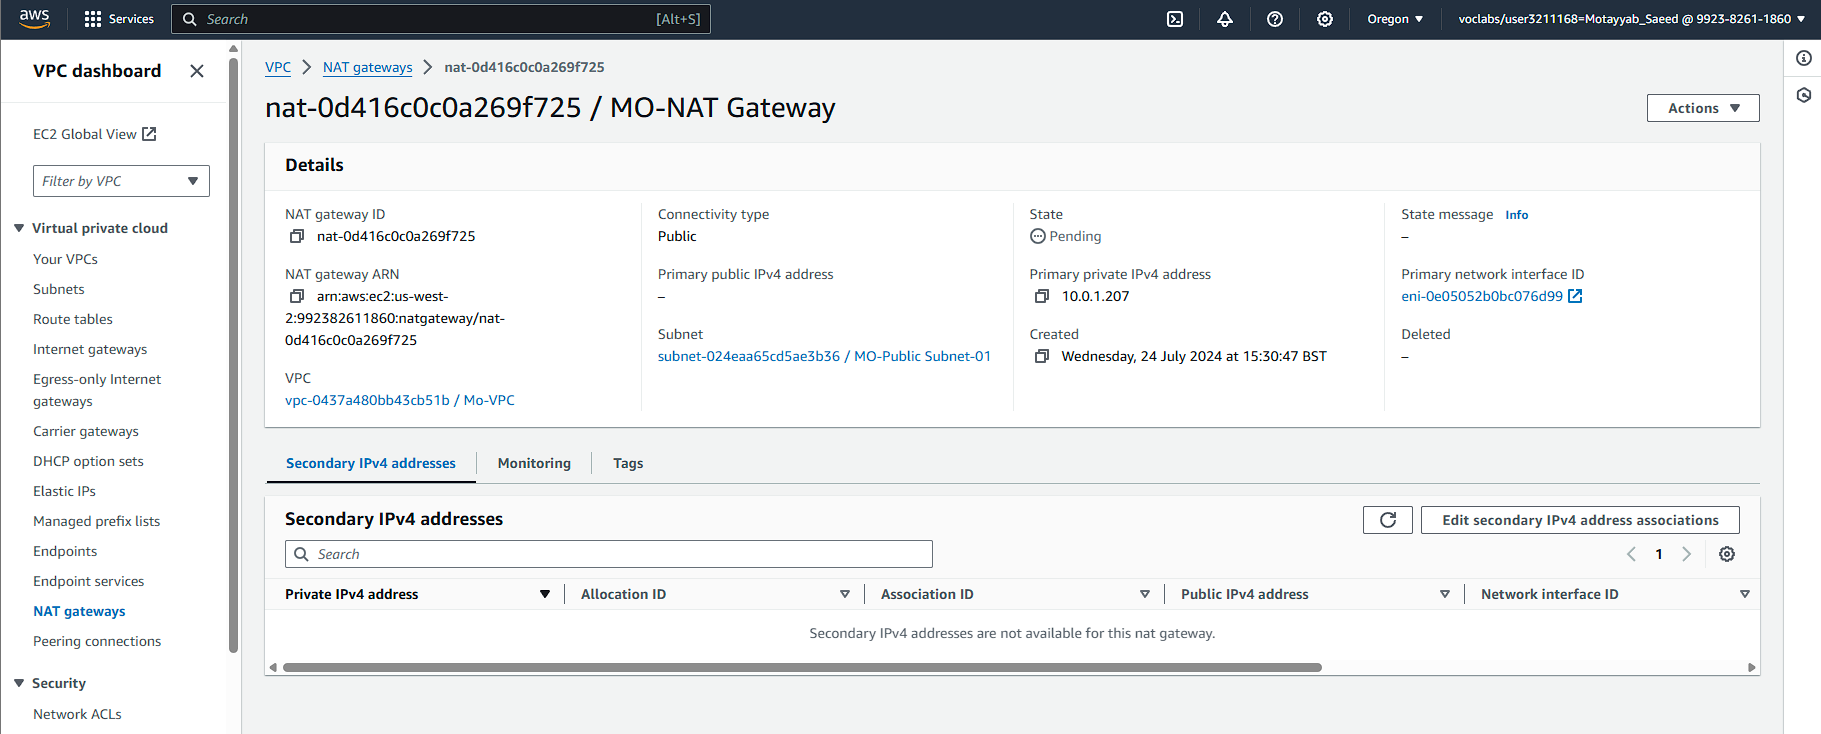 aws
Services
Search
[Alt+S]
Oregon
voclabs/user3211168=Motayyab_Saeed @ 9923-8261-1860
VPC dashboard
EC2 Global View
Filter by VPC
Virtual private cloud
Your VPCs
Subnets
Route tables
Internet gateways
Egress-only Internet
gateways
Carrier gateways
DHCP option sets
Elastic IPs
Managed prefix lists
Endpoints
Endpoint services
NAT gateways
Peering connections
Security
Network ACLs
VPC
NAT gateways
nat-0d416c0c0a269f725
nat-0d416c0c0a269f725 / MO-NAT Gateway
Actions
Details
NAT gateway ID
nat-0d416c0c0a269f725
NAT gateway ARN
arn:aws:ec2:us-west-
2:992382611860:natgateway/nat-
0d416c0c0a269f725
VPC
vpc-0437a480bb43cb51b / Mo-VPC
Connectivity type
Public
Primary public IPv4 address
–
Subnet
subnet-024eaa65cd5ae3b36 / MO-Public Subnet-01
State
Pending
Primary private IPv4 address
10.0.1.207
Created
Wednesday, 24 July 2024 at 15:30:47 BST
State message Info
–
Primary network interface ID
eni-0e05052b0bc076d99
Deleted
–
Secondary IPv4 addresses
Monitoring
Tags
Secondary IPv4 addresses
Edit secondary IPv4 address associations
Search
1
Private IPv4 address
Allocation ID
Association ID
Public IPv4 address
Network interface ID
Secondary IPv4 addresses are not available for this nat gateway.